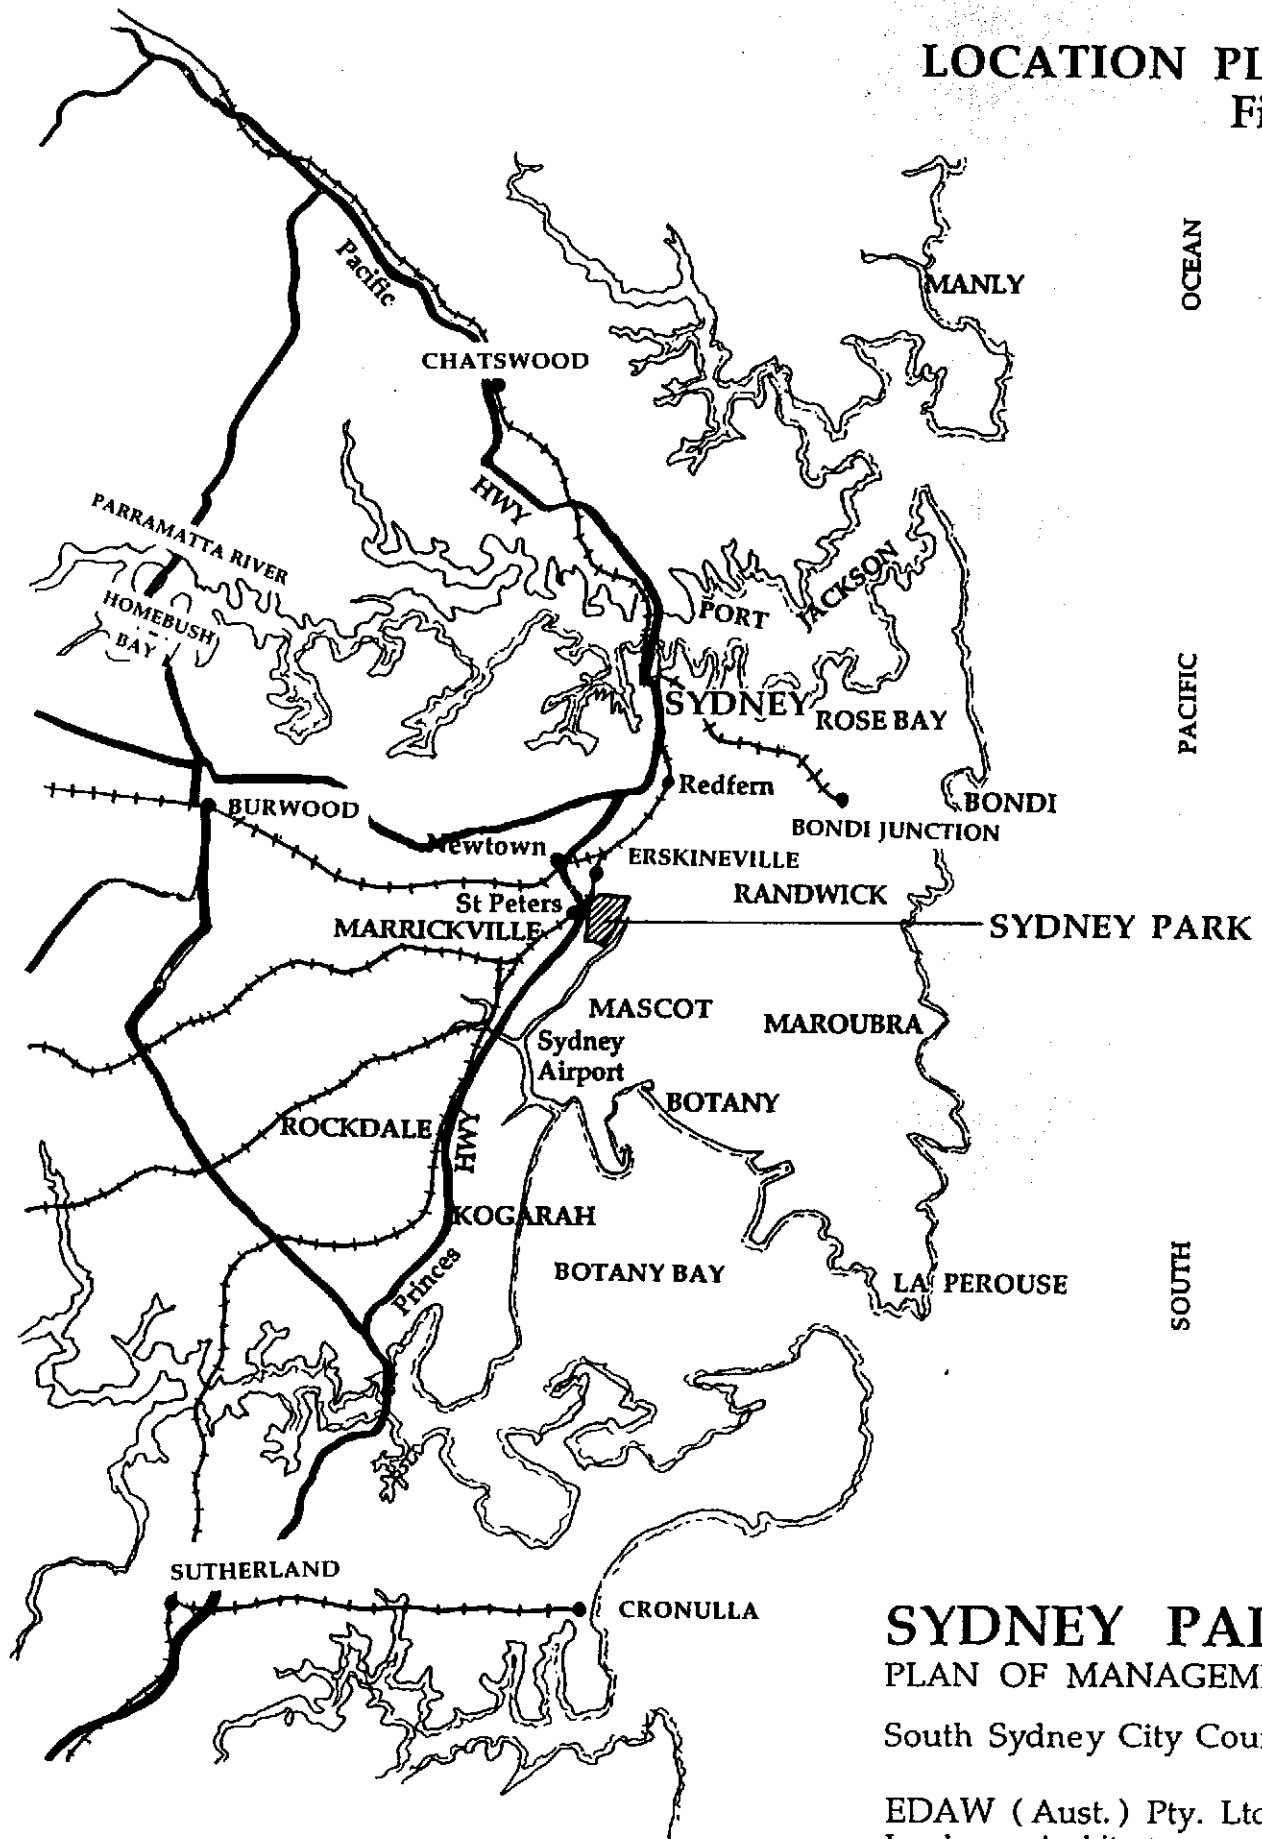 LOCATION PL
Fi
OCEAN
MANLY
Pacific
CHATSWOOD
HWY
PARRAMATTA RIVER
HOMEBUSH
BAY
PORT JACKSON
SYDNEY
ROSE BAY
PACIFIC
Redfern
BURWOOD
BONDI
BONDI JUNCTION
Newtown
ERSKINEVILLE
RANDWICK
St Peters
MARRICKVILLE
SYDNEY PARK
MASCOT
MAROUBRA
Sydney
Airport
BOTANY
ROCKDALE
HWY
KOGARAH
Princes
BOTANY BAY
LA PEROUSE
SOUTH
SUTHERLAND
CRONULLA
SYDNEY PA
PLAN OF MANAGEM
South Sydney City Cou
EDAW ( Aust. ) Pty. Ltd